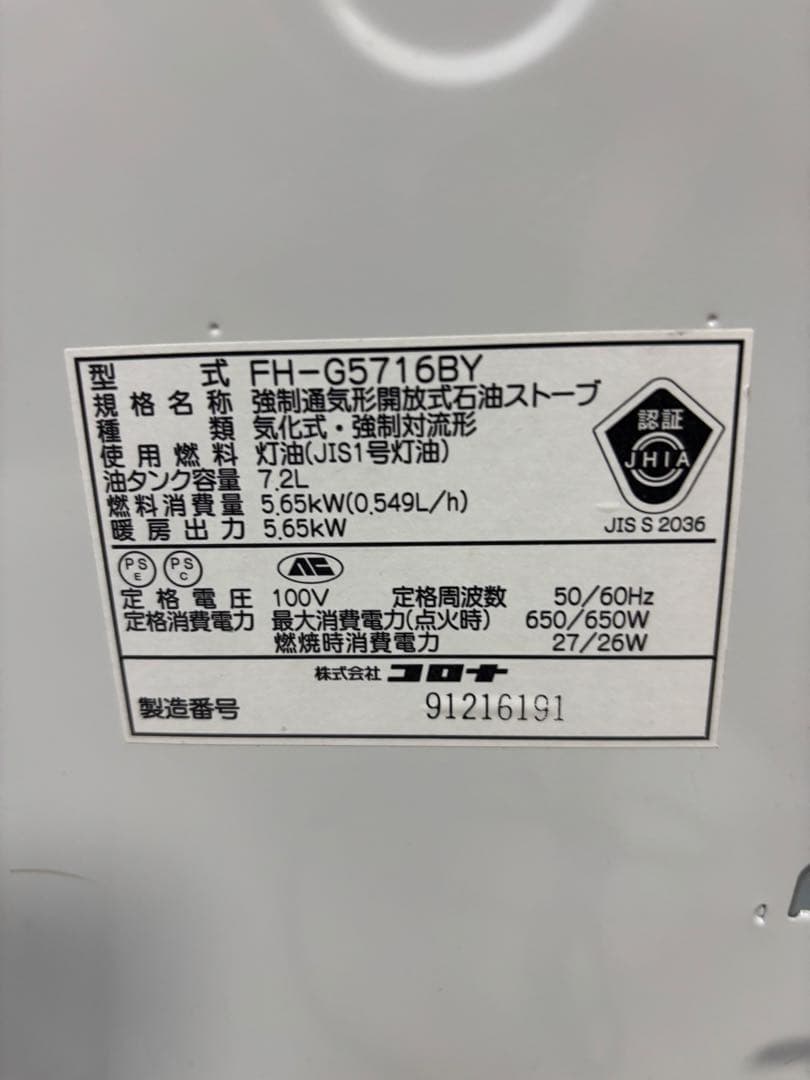 型式 FH-G5716BY
規格名称 強制通気形開放式石油ストーブ
種類 気化式・強制対流形
使用燃料 灯油(JIS1号灯油)
油タンク容量 7.2L
燃料消費量 5.65kW(0.549L/h)
暖房出力 5.65kW
認証
JHIA
JIS S 2036
PS E PS C
定格電圧 100V 定格周波数 50/60Hz
定格消費電力 最大消費電力(点火時) 650/650W
燃焼時消費電力 27/26W
株式会社 コロナ
製造番号 91216191